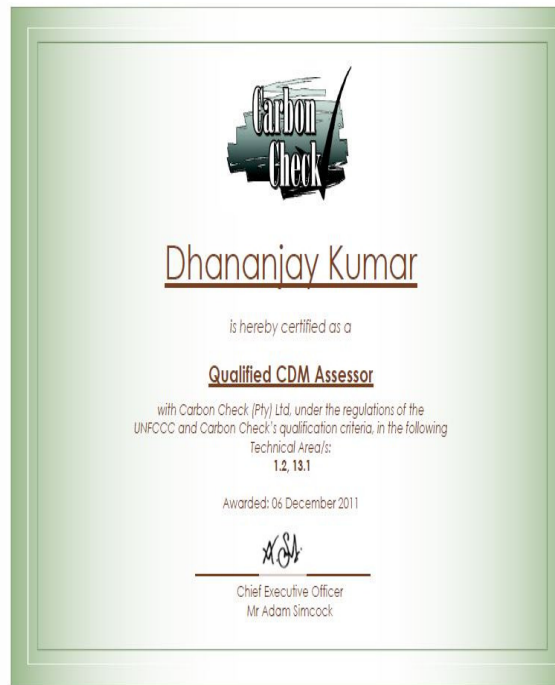 Carbon
Check
Dhananjay Kumar
is hereby certified as a
Qualified CDM Assessor
with Carbon Check (Pty) Ltd, under the regulations of the
UNFCCC and Carbon Check's qualification criteria, in the following
Technical Area/s:
1.2, 13.1
Awarded: 06 December 2011
Chief Executive Officer
Mr Adam Simcock